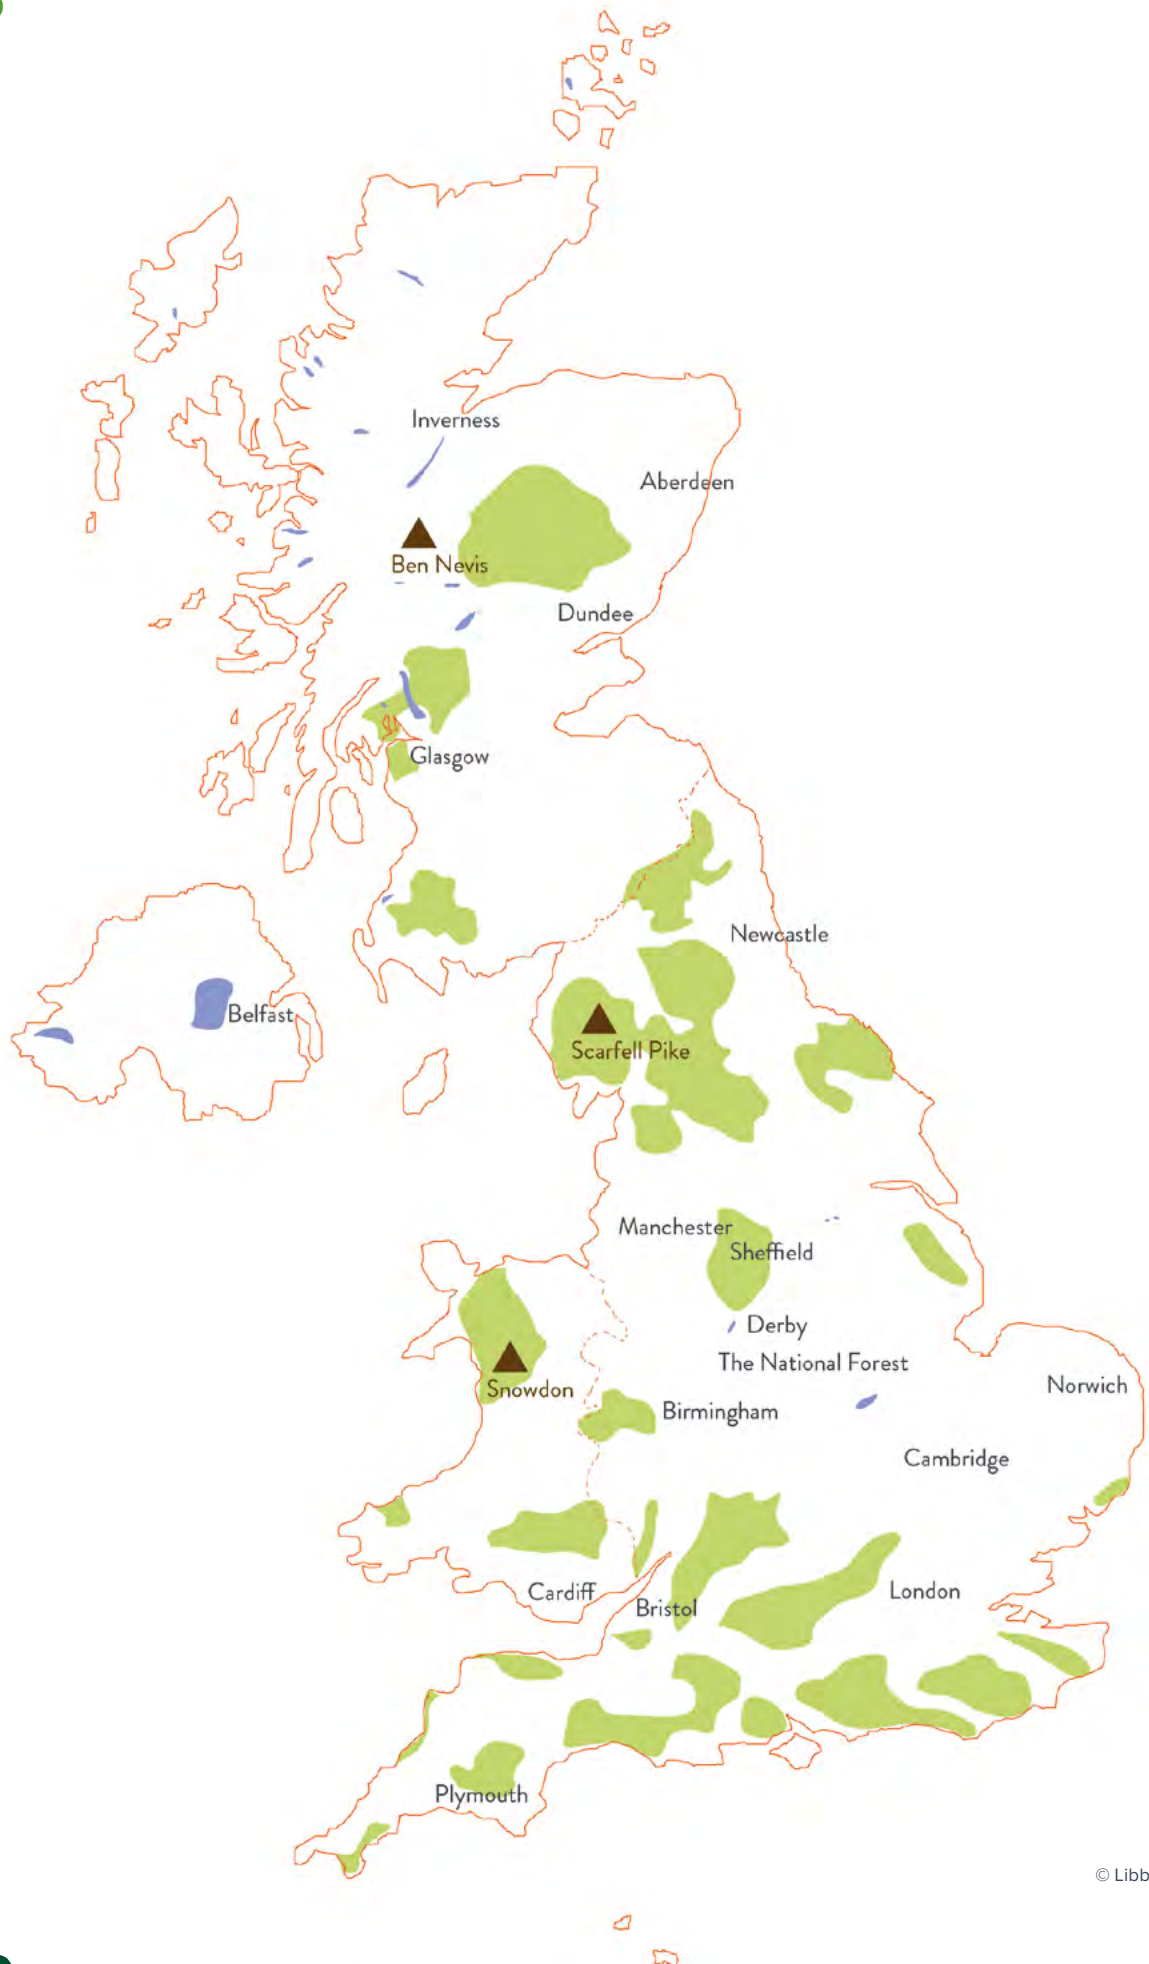 Inverness
Aberdeen
Ben Nevis
Dundee
Glasgow
Newcastle
Belfast
Scarfell Pike
Manchester
Sheffield
Derby
The National Forest
Norwich
Snowdon
Birmingham
Cambridge
Cardiff
London
Bristol
Plymouth
© Libb